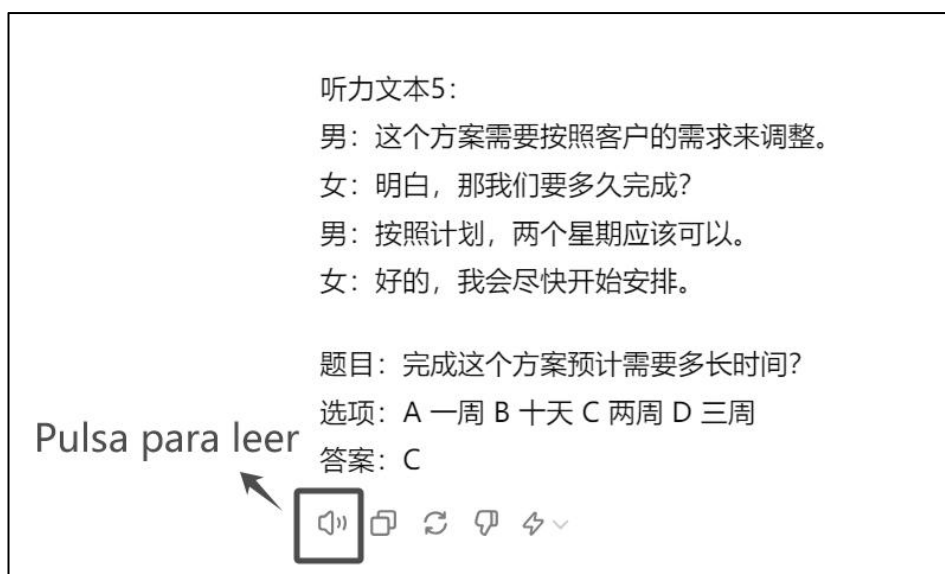 听力文本5:
男：这个方案需要按照客户的需求来调整。
女：明白，那我们要多久完成？
男：按照计划，两个星期应该可以。
女：好的，我会尽快开始安排。
题目：完成这个方案预计需要多长时间？
选项：A 一周 B 十天 C 两周 D 三周
答案：C
Pulsa para leer